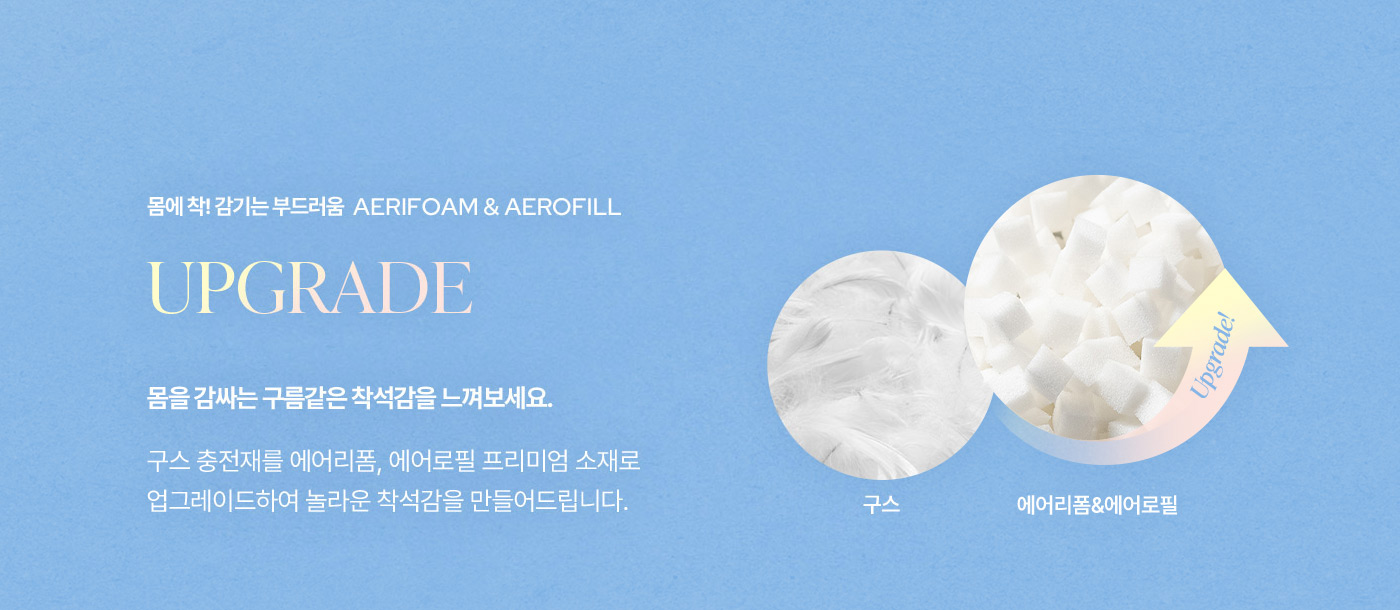 몸에 착! 감기는 부드러움 AERIFOAM & AEROFILL
UPGRADE
몸을 감싸는 구름같은 착석감을 느껴보세요.
구스 충전재를 에어리폼, 에어로필 프리미엄 소재로
업그레이드하여 놀라운 착석감을 만들어드립니다.
Upgrade!
구스
에어리폼&에어로필